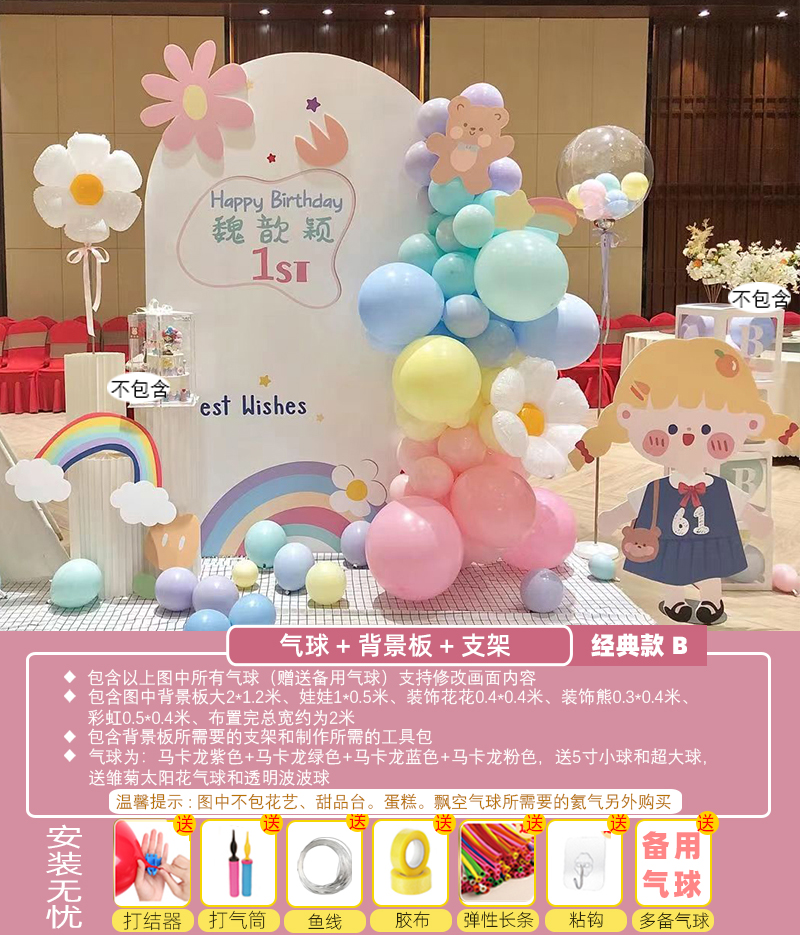 Happy Birthday
魏歆颖
1ST
est Wishes
不包含
不包含
B
B
61
气球 + 背景板 + 支架
经典款 B
◆ 包含以上图中所有气球（赠送备用气球）支持修改画面内容
◆ 包含图中背景板大2*1.2米、娃娃1*0.5米、装饰花花0.4*0.4米、装饰熊0.3*0.4米、
彩虹0.5*0.4米、布置完总宽约为2米
◆ 包含背景板所需要的支架和制作所需的工具包
◆ 气球为：马卡龙紫色+马卡龙绿色+马卡龙蓝色+马卡龙粉色，送5寸小球和超大球，
送雏菊太阳花气球和透明波波球
温馨提示 : 图中不包花艺、甜品台。蛋糕。飘空气球所需要的氦气另外购买
安装无忧
送
送
送
送
送
送
送
备用
气球
打结器
打气筒
鱼线
胶布
弹性长条
粘钩
多备气球